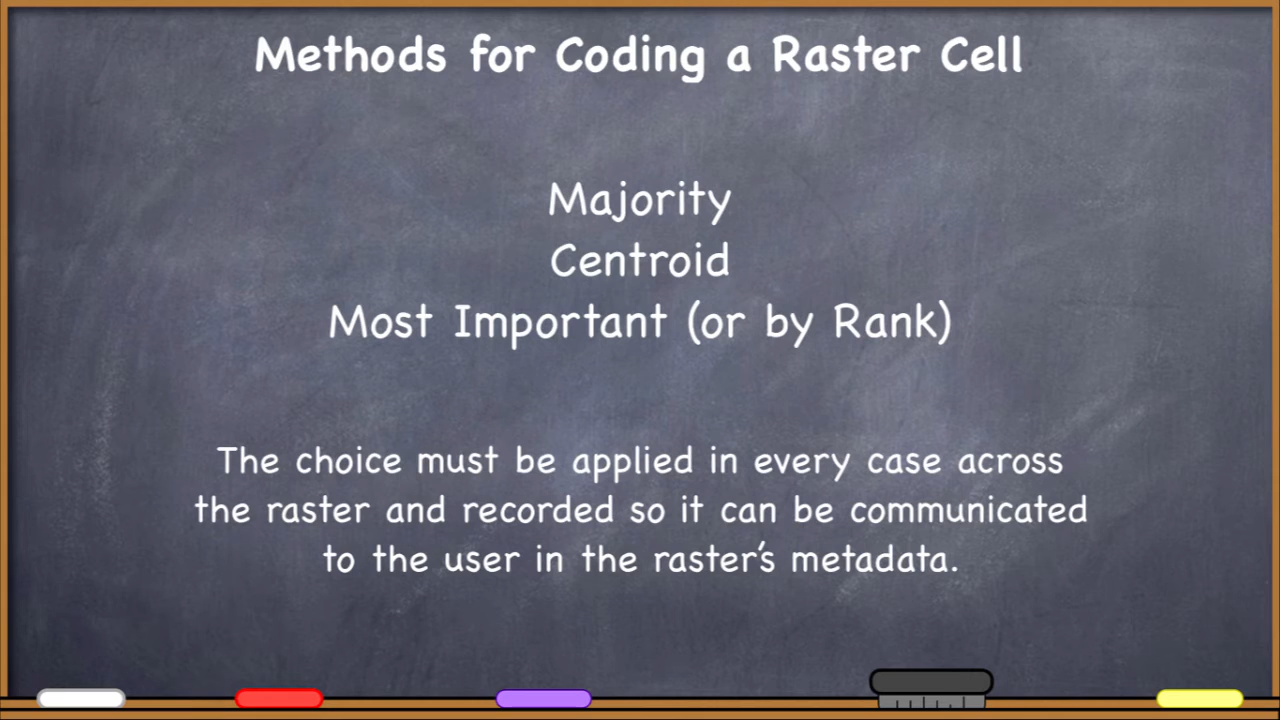 Methods for Coding a Raster Cell
Majority
Centroid
Most Important (or by Rank)
The choice must be applied in every case across
the raster and recorded so it can be communicated
to the user in the raster's metadata.